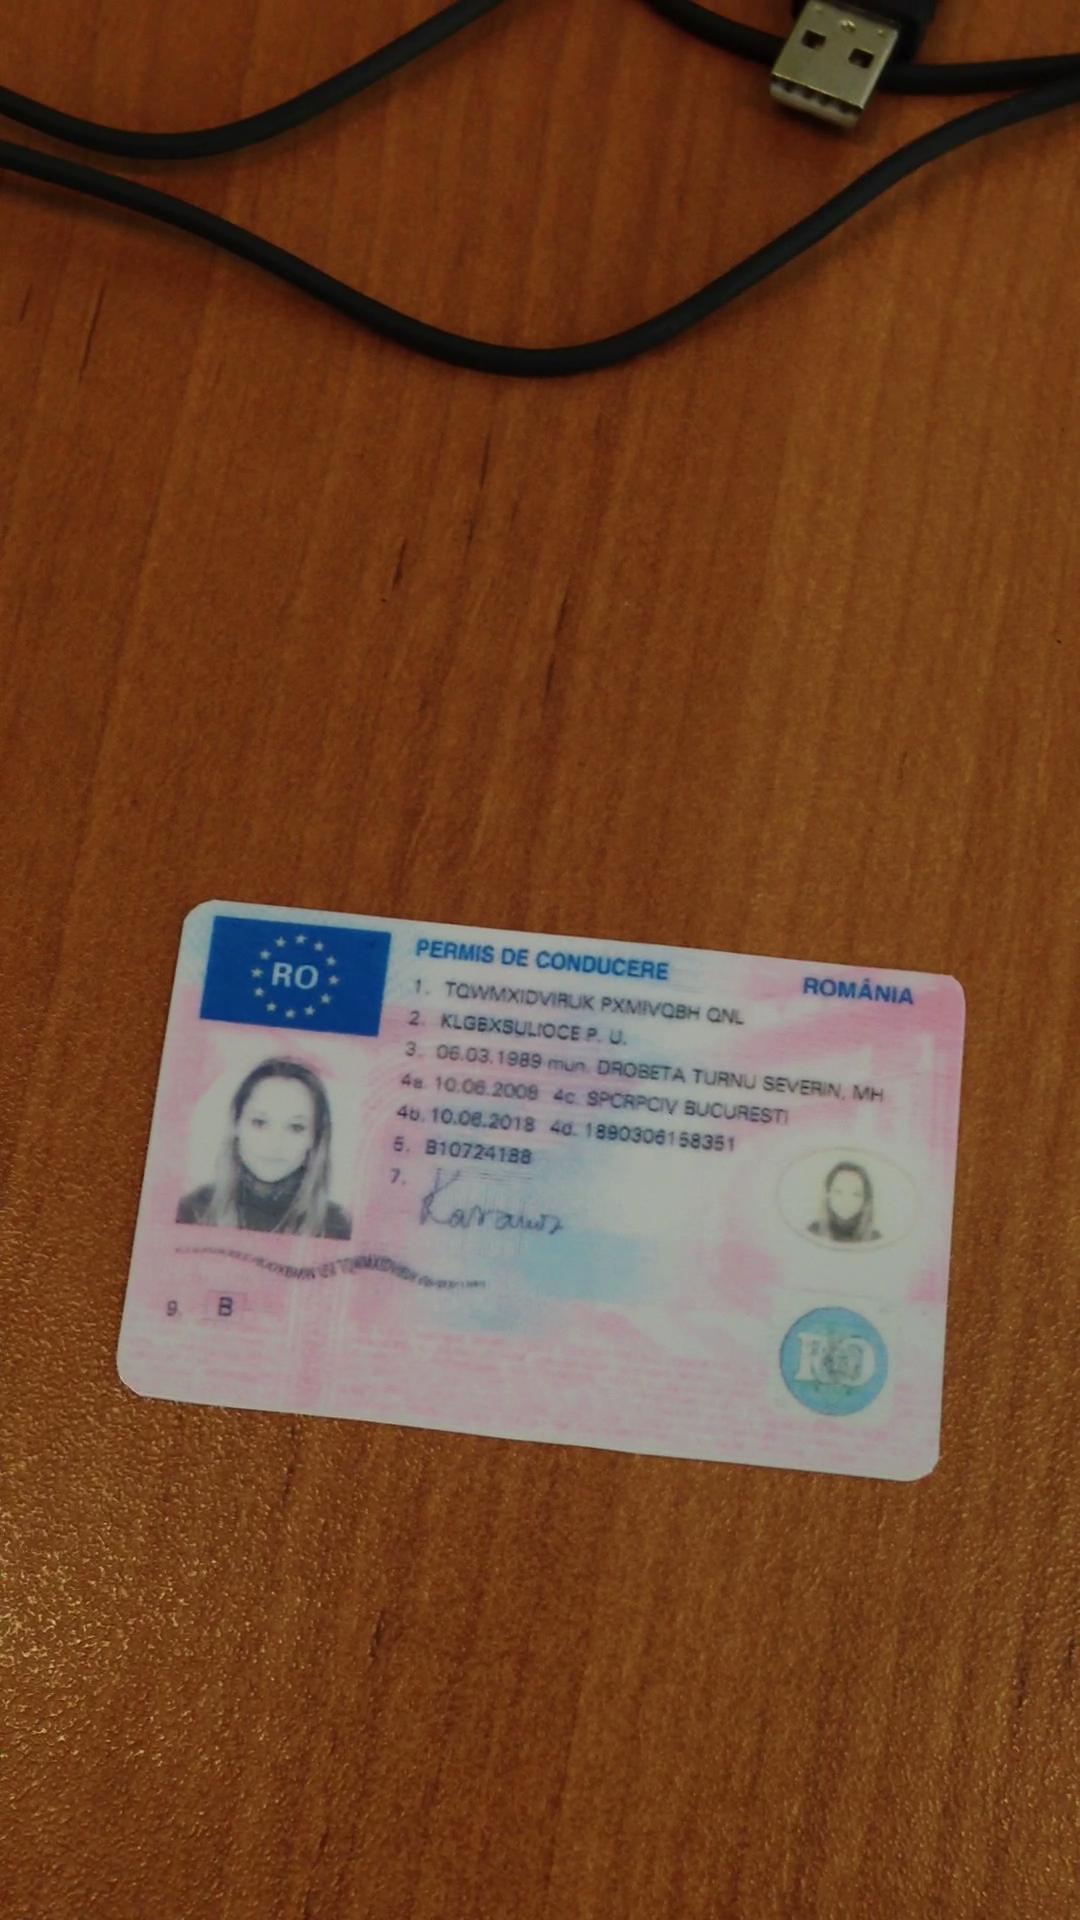 RO
PERMIS DE CONDUCERE ROMÂNIA
1. TQWMXIDVIRUK PXMIVQBH QNL
2. KLGBXSULIOCE P. U.
3. 06.03.1989 mun. DROBETA TURNU SEVERIN, MH
4a. 10.06.2008 4c. SPCRPCIV BUCURESTI
4b. 10.06.2018 4d. 1890306158351
5. B10724188
7.
9. B
RO